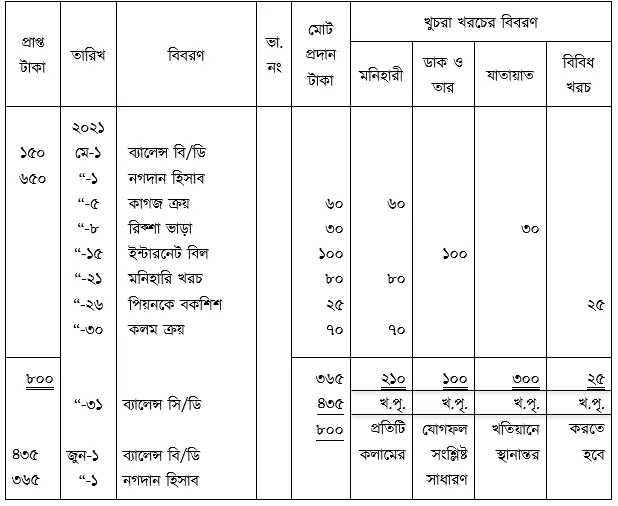 প্রাপ্ত টাকা তারিখ বিবরণ ভা. নং মোট প্রদান টাকা খুচরা খরচের বিবরণ
মনিহারী ডাক ও তার যাতায়াত বিবিধ খরচ
২০২১
১৫০ মে-১ ব্যালেন্স বি/ডি
৬৫০ “-১ নগদান হিসাব
“-৫ কাগজ ক্রয় ৬০ ৬০
“-৮ রিক্শা ভাড়া ৩০ ৩০
“-১৫ ইন্টারনেট বিল ১০০ ১০০
“-২১ মনিহারি খরচ ৮০ ৮০
“-২৬ পিয়নকে বকশিশ ২৫ ২৫
“-৩০ কলম ক্রয় ৭০ ৭০
৮০০ ৩৬৫ ২১০ ১০০ ৩০০ ২৫
“-৩১ ব্যালেন্স সি/ডি ৪৩৫ খ.পৃ. খ.পৃ. খ.পৃ. খ.পৃ.
৮০০ প্রতিটি যোগফল খতিয়ানে করতে
৪৩৫ জুন-১ ব্যালেন্স বি/ডি কলামের সংশ্লিষ্ট স্থানান্তর হবে
৩৬৫ “-১ নগদান হিসাব সাধারণ